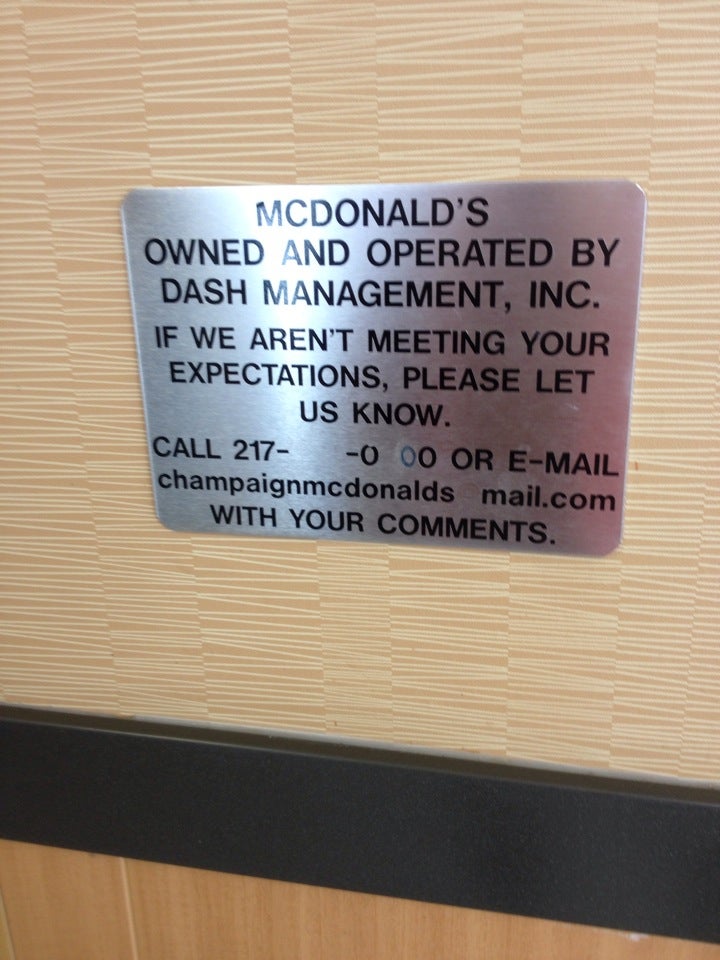 MCDONALD'S
OWNED AND OPERATED BY
DASH MANAGEMENT, INC.
IF WE AREN'T MEETING YOUR
EXPECTATIONS, PLEASE LET
US KNOW.
CALL 217- -0 00 OR E-MAIL
champaignmcdonalds mail.com
WITH YOUR COMMENTS.